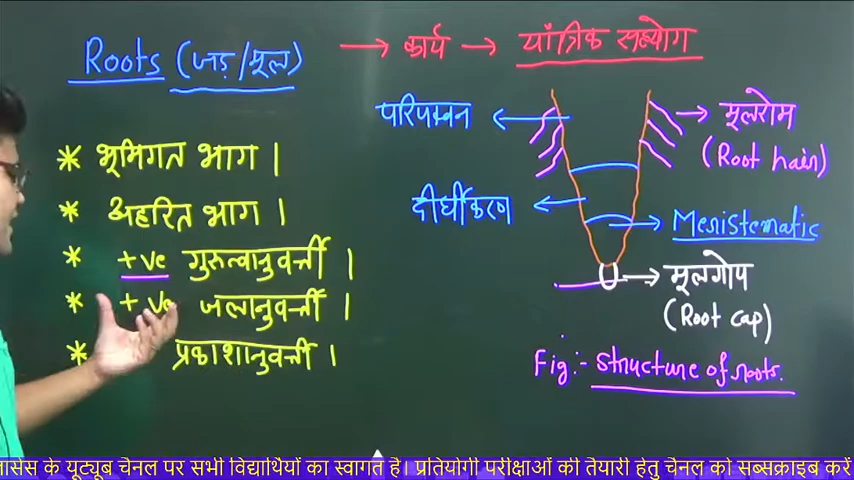 Roots (जड़/मूल) → कार्य → यांत्रिक सहयोग
* भूमिगत भाग |
* अहरित भाग |
* +ve गुरुत्वानुवर्त्ती |
* +ve जलानुवर्त्ती |
* प्रकाशानुवर्त्ती |
परिपक्वन
दीर्घीकरण
→ मूलरोम
(Root hair)
→ Meristematic
→ मूलगोप
(Root cap)
Fig:- Structure of roots.
लासेस के यूट्यूब चैनल पर सभी विद्यार्थियों का स्वागत है। प्रतियोगी परीक्षाओं की तैयारी हेतु चैनल को सब्सक्राइब करें